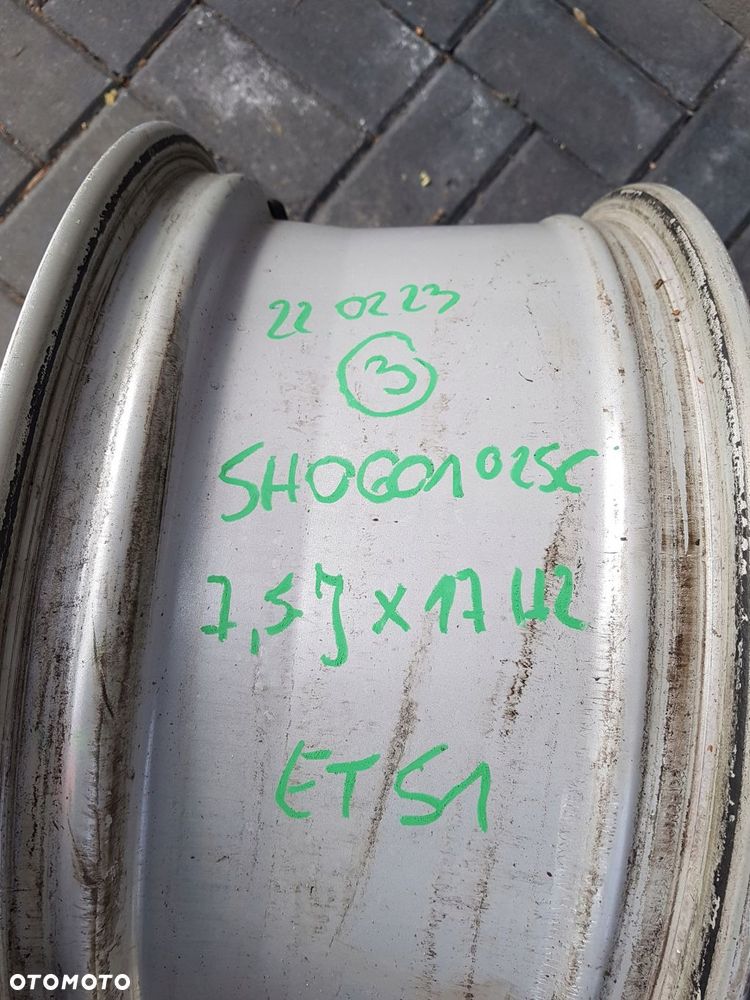 22 02 23
3
5H0601025C
7,5J x 17 H2
ET 51
OTOMOTO